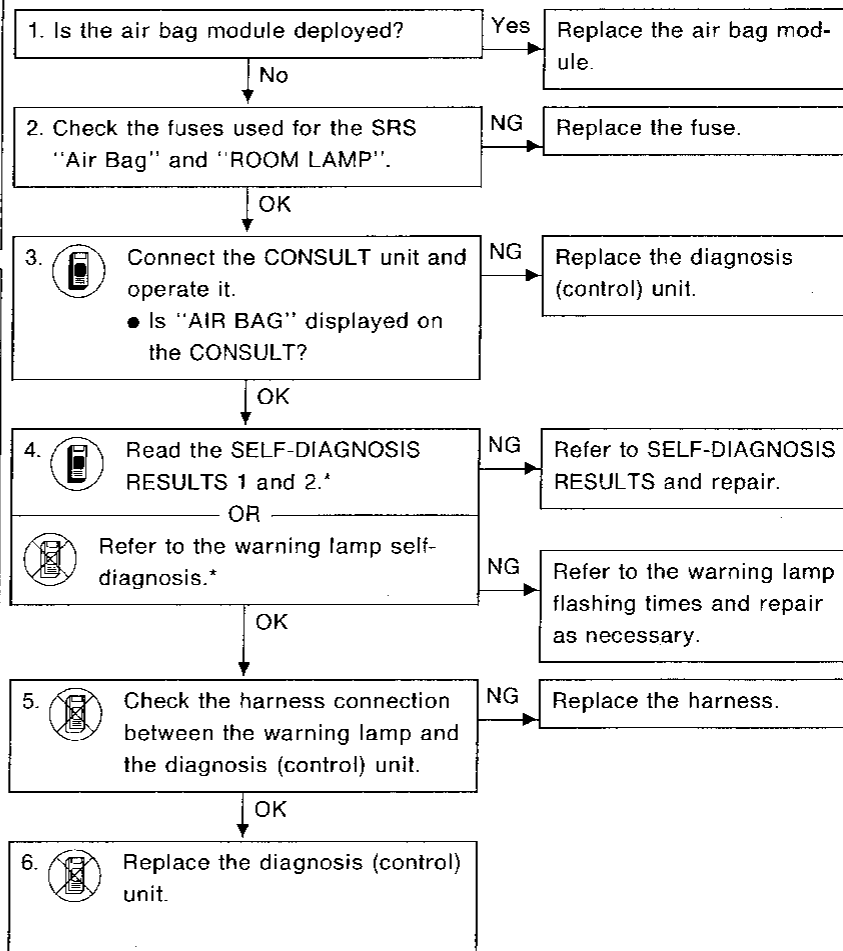 1. Is the air bag module deployed?
Yes
Replace the air bag mod-
ule.
No
2. Check the fuses used for the SRS
"Air Bag" and "ROOM LAMP".
NG
Replace the fuse.
OK
3. Connect the CONSULT unit and
operate it.
● Is "AIR BAG" displayed on
the CONSULT?
NG
Replace the diagnosis
(control) unit.
OK
4. Read the SELF-DIAGNOSIS
RESULTS 1 and 2.*
NG
Refer to SELF-DIAGNOSIS
RESULTS and repair.
OR
Refer to the warning lamp self-
diagnosis.*
NG
Refer to the warning lamp
flashing times and repair
as necessary.
OK
5. Check the harness connection
between the warning lamp and
the diagnosis (control) unit.
NG
Replace the harness.
OK
6. Replace the diagnosis (control)
unit.